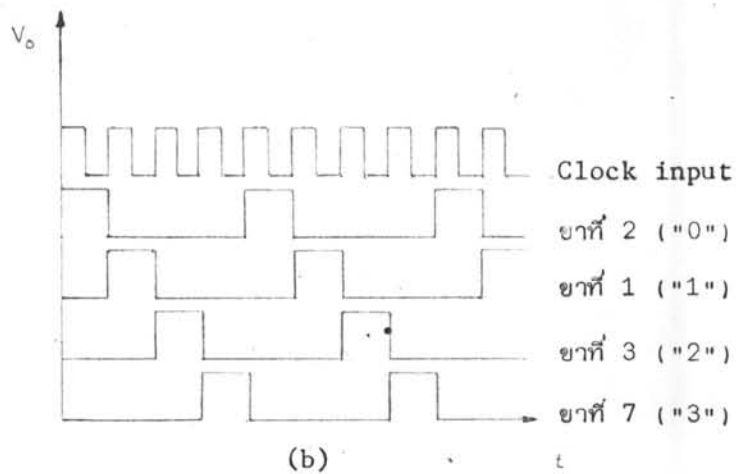 V₀
Clock input
ขาที่ 2 ("0")
ขาที่ 1 ("1")
ขาที่ 3 ("2")
ขาที่ 7 ("3")
(b)
t